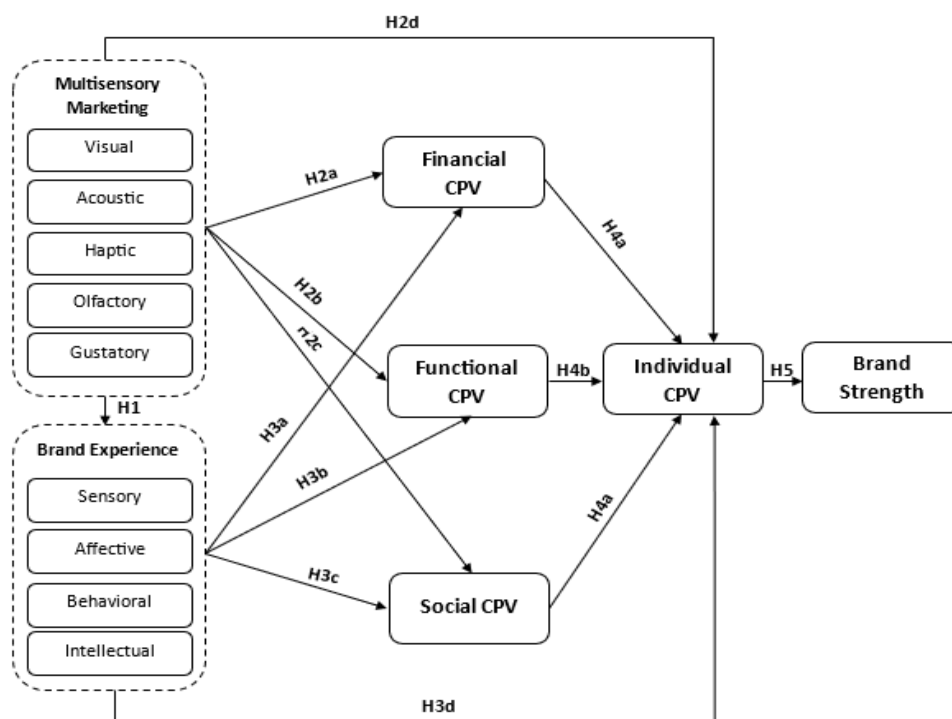 H2d
Multisensory
Marketing
Visual
Acoustic
Haptic
Olfactory
Gustatory
H1
Brand Experience
Sensory
Affective
Behavioral
Intellectual
H2a
H2b
H2c
H3a
H3b
H3c
Financial
CPV
Functional
CPV
Social CPV
H4a
H4b
H4a
Individual
CPV
H5
Brand
Strength
H3d